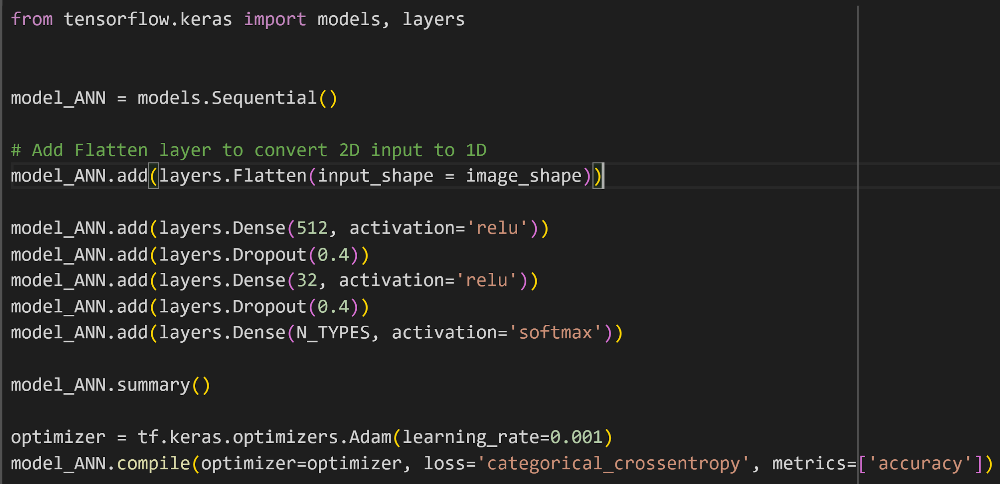 from tensorflow.keras import models, layers
model_ANN = models.Sequential()
# Add Flatten layer to convert 2D input to 1D
model_ANN.add(layers.Flatten(input_shape = image_shape))
model_ANN.add(layers.Dense(512, activation='relu'))
model_ANN.add(layers.Dropout(0.4))
model_ANN.add(layers.Dense(32, activation='relu'))
model_ANN.add(layers.Dropout(0.4))
model_ANN.add(layers.Dense(N_TYPES, activation='softmax'))
model_ANN.summary()
optimizer = tf.keras.optimizers.Adam(learning_rate=0.001)
model_ANN.compile(optimizer=optimizer, loss='categorical_crossentropy', metrics=['accuracy'])